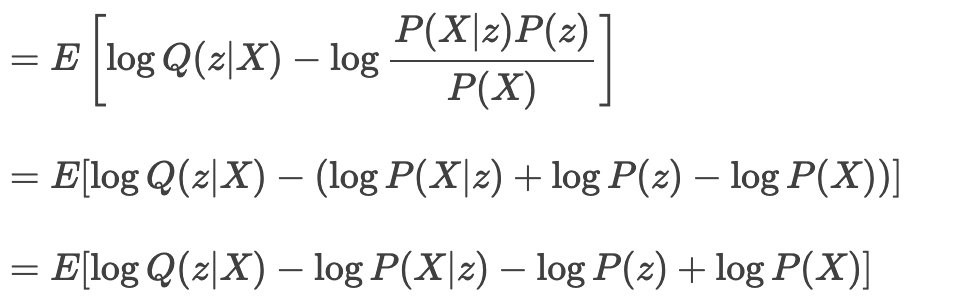 = E [log Q(z|X) − log P(X|z)P(z) / P(X)]
= E[log Q(z|X) − (log P(X|z) + log P(z) − log P(X))]
= E[log Q(z|X) − log P(X|z) − log P(z) + log P(X)]